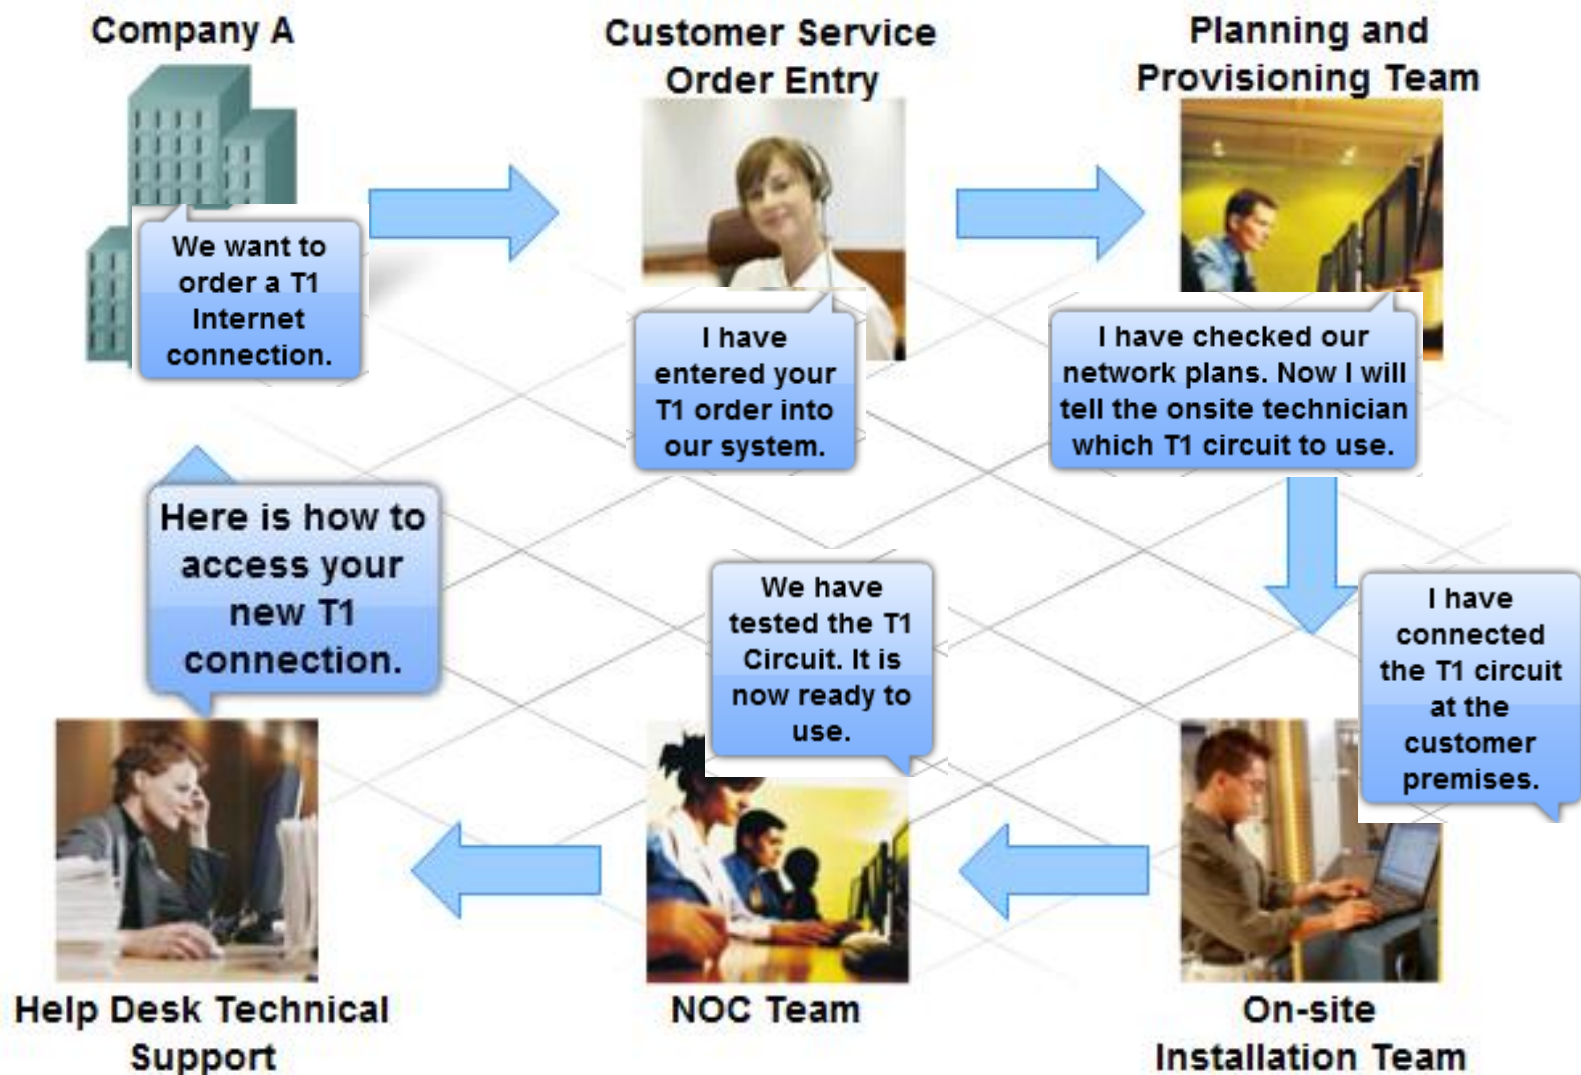 Company A
We want to
order a T1
Internet
connection.
Customer Service
Order Entry
I have
entered your
T1 order into
our system.
Planning and
Provisioning Team
I have checked our
network plans. Now I will
tell the onsite technician
which T1 circuit to use.
I have
connected
the T1 circuit
at the
customer
premises.
On-site
Installation Team
We have
tested the T1
Circuit. It is
now ready to
use.
NOC Team
Here is how to
access your
new T1
connection.
Help Desk Technical
Support